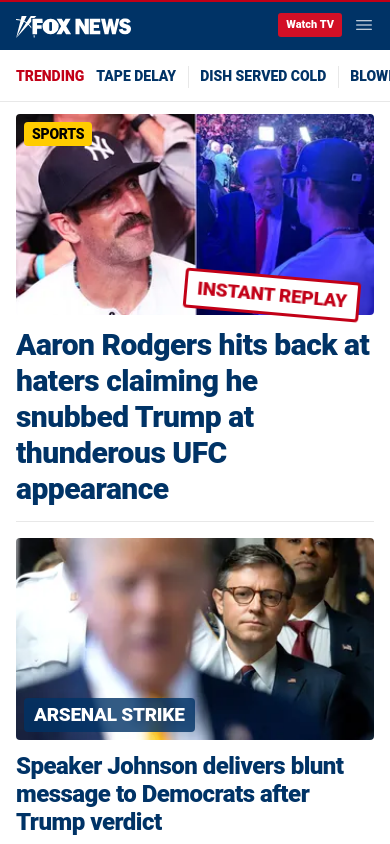 FOX NEWS
Watch TV
TRENDING TAPE DELAY DISH SERVED COLD
SPORTS
INSTANT REPLAY
Aaron Rodgers hits back at
haters claiming he
snubbed Trump at
thunderous UFC
appearance
ARSENAL STRIKE
Speaker Johnson delivers blunt
message to Democrats after
Trump verdict